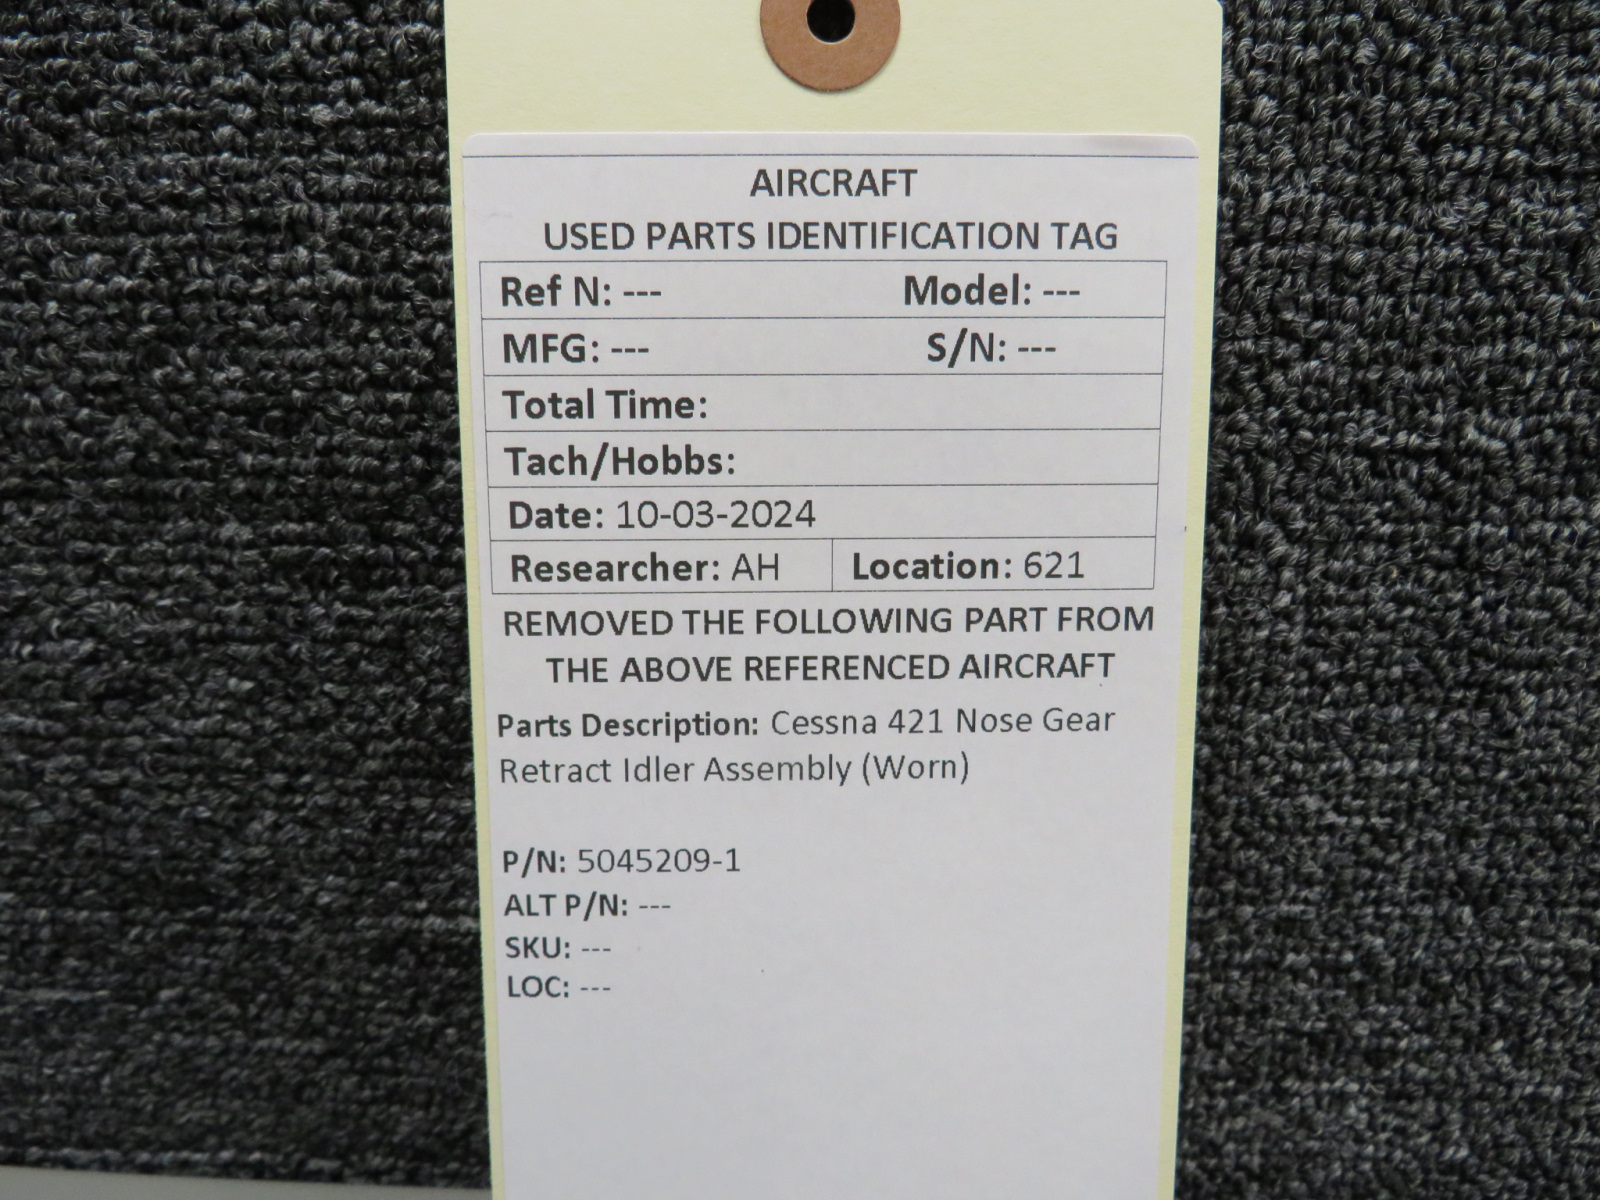 AIRCRAFT
USED PARTS IDENTIFICATION TAG
Ref N: --- Model: ---
MFG: --- S/N: ---
Total Time:
Tach/Hobbs:
Date: 10-03-2024
Researcher: AH Location: 621
REMOVED THE FOLLOWING PART FROM
THE ABOVE REFERENCED AIRCRAFT
Parts Description: Cessna 421 Nose Gear
Retract Idler Assembly (Worn)
P/N: 5045209-1
ALT P/N: ---
SKU: ---
LOC: ---